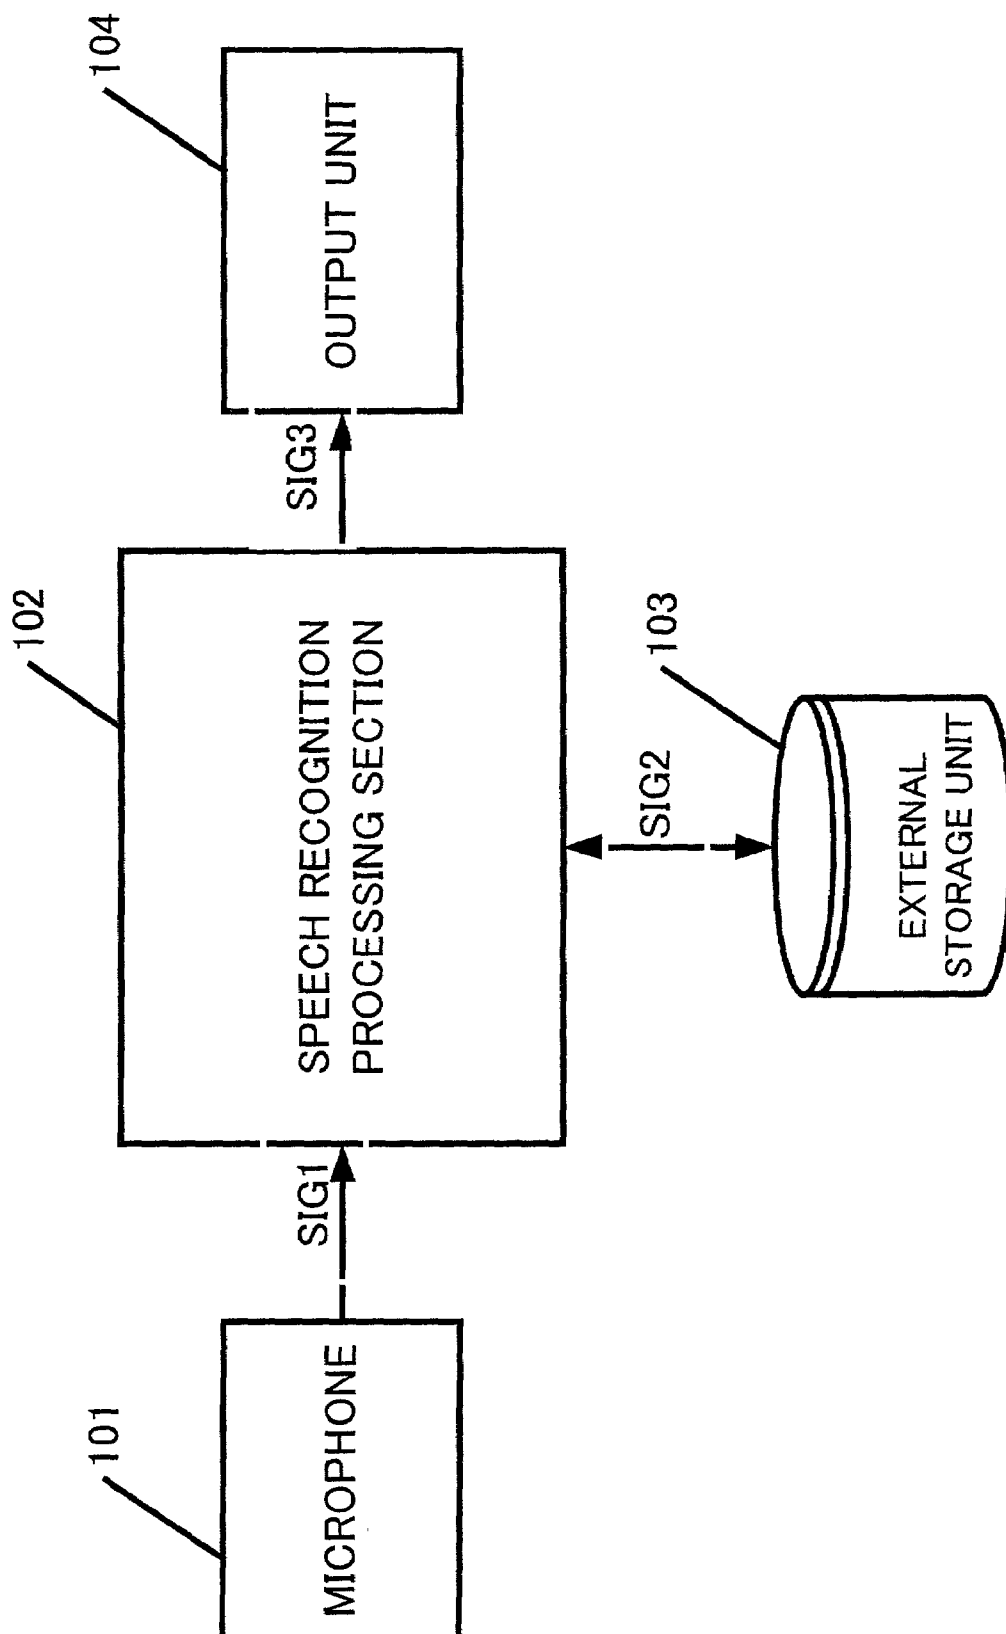 101
MICROPHONE
SIG1
102
SPEECH RECOGNITION
PROCESSING SECTION
SIG2
103
EXTERNAL
STORAGE UNIT
SIG3
104
OUTPUT UNIT